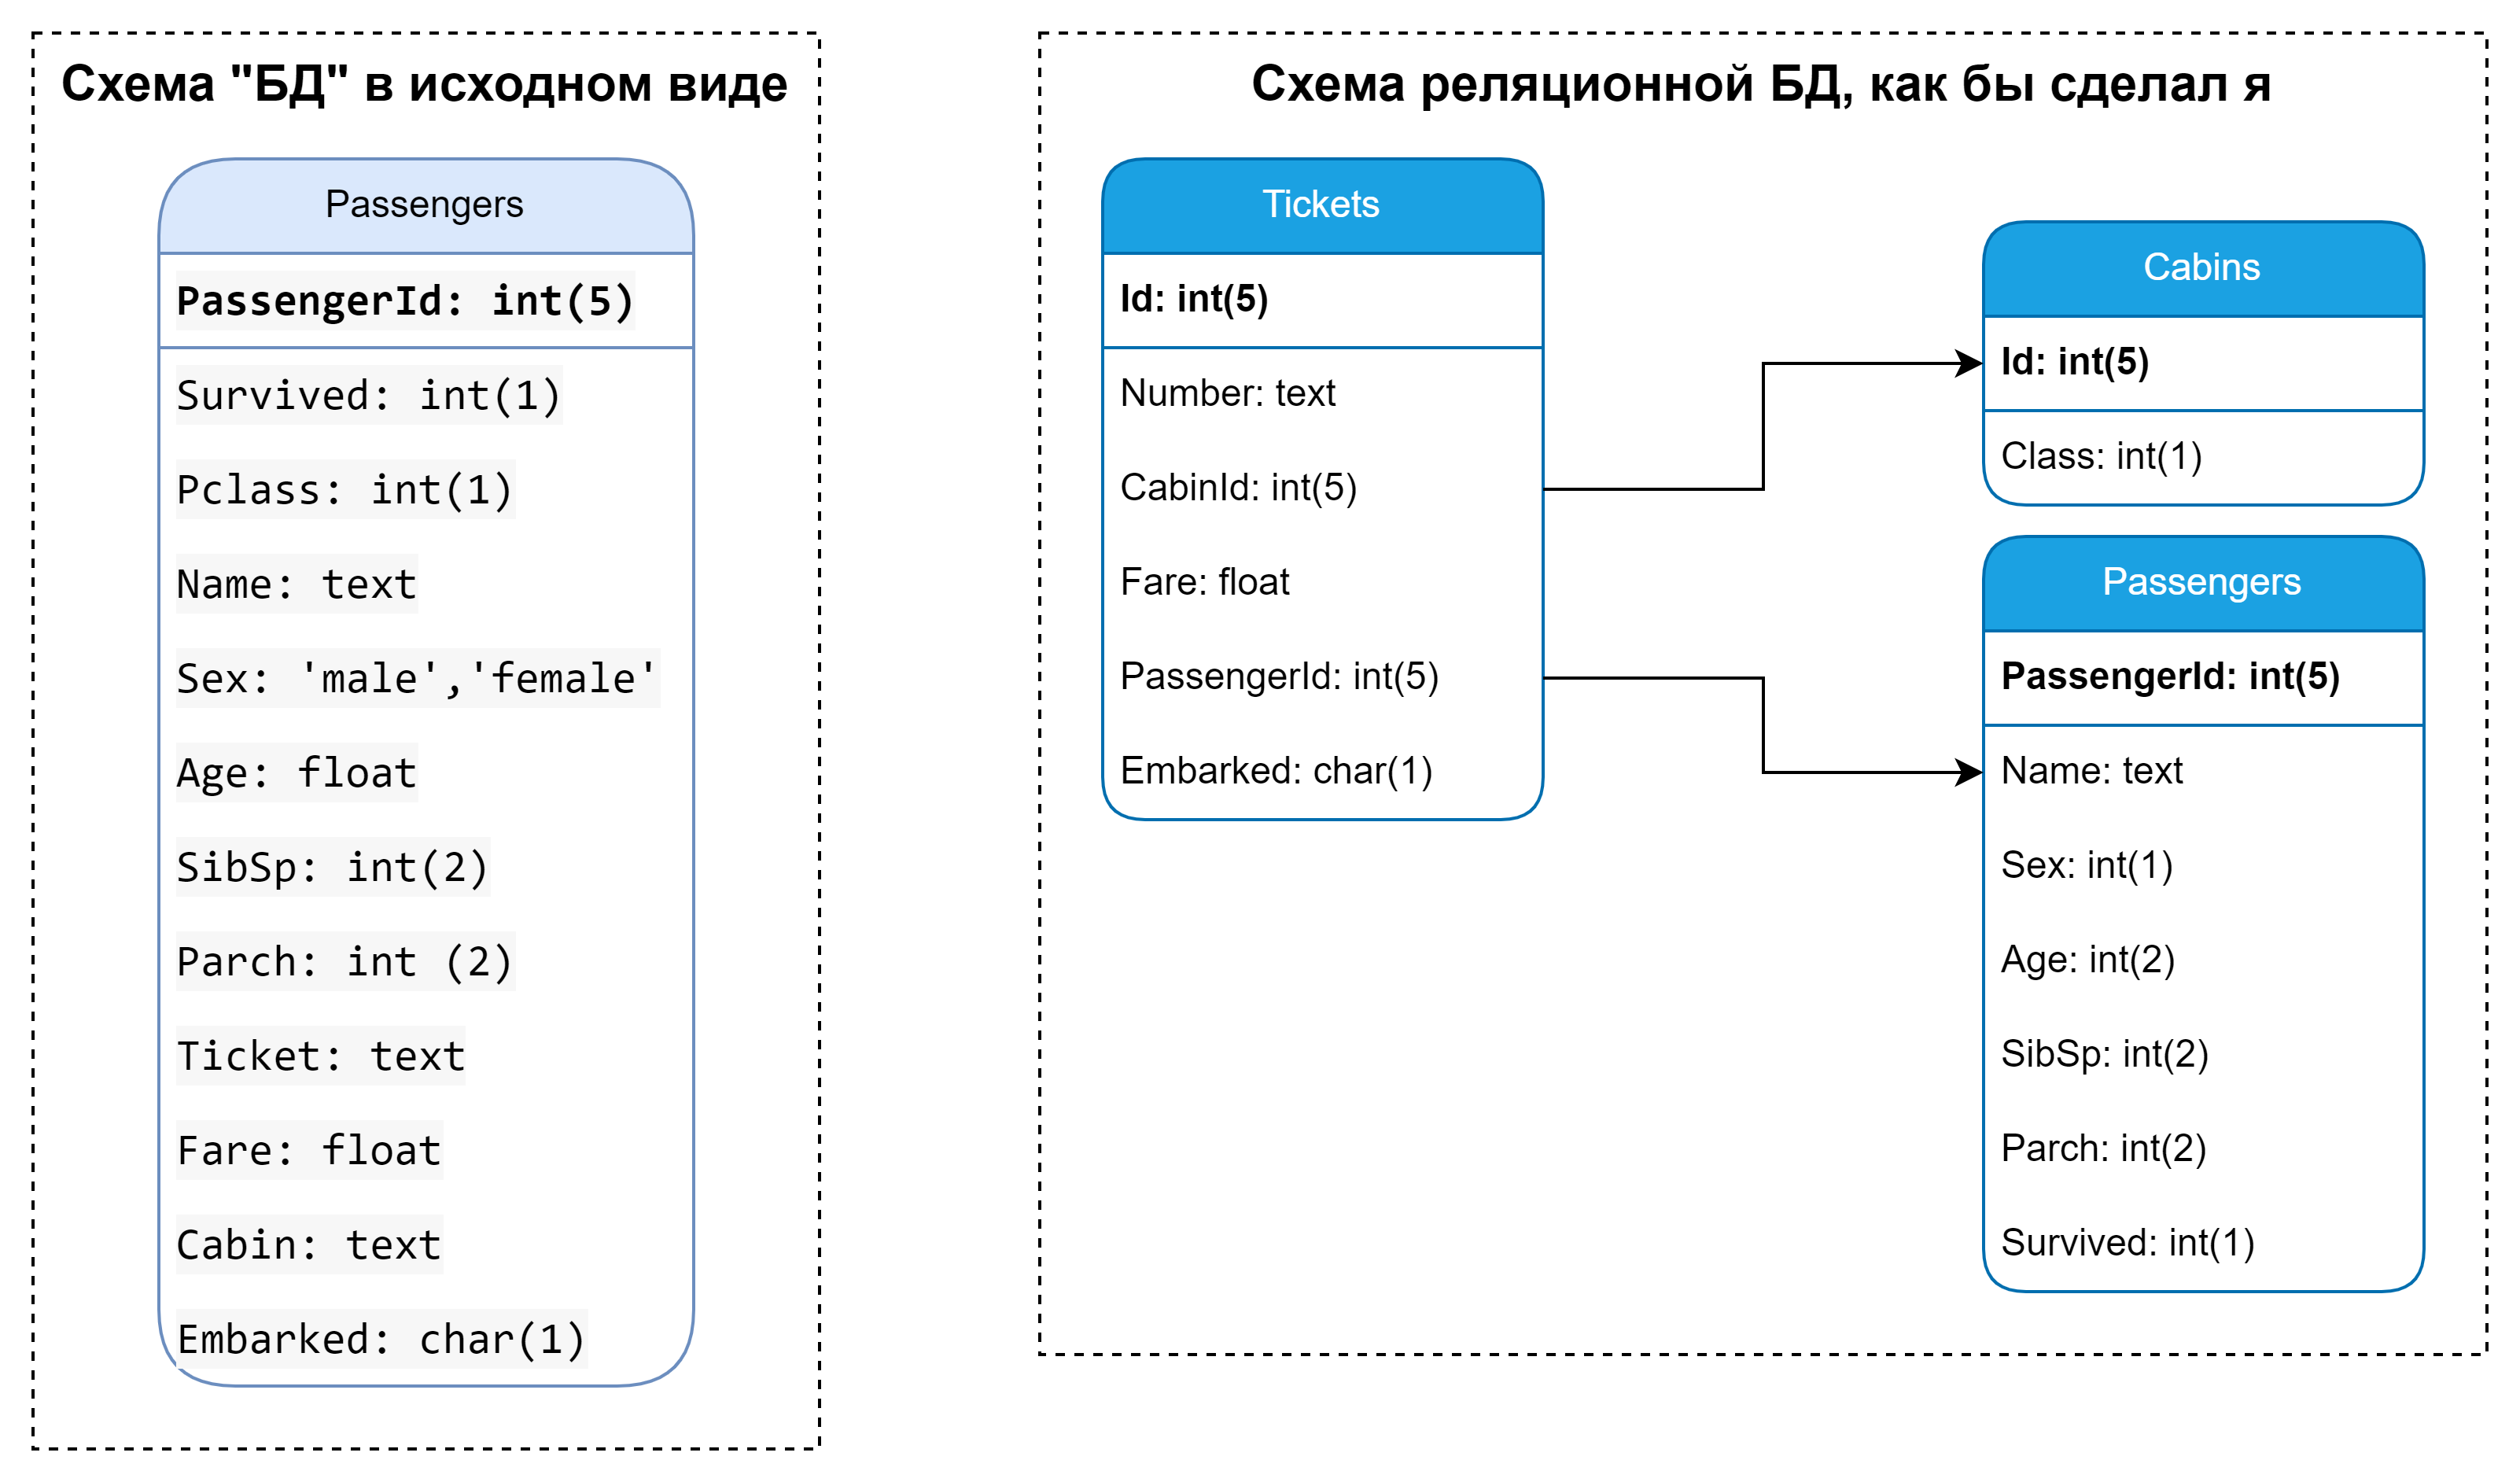 Схема "БД" в исходном виде
Passengers
PassengerId: int(5)
Survived: int(1)
Pclass: int(1)
Name: text
Sex: 'male','female'
Age: float
SibSp: int(2)
Parch: int (2)
Ticket: text
Fare: float
Cabin: text
Embarked: char(1)
Схема реляционной БД, как бы сделал я
Tickets
Id: int(5)
Number: text
CabinId: int(5)
Fare: float
PassengerId: int(5)
Embarked: char(1)
Cabins
Id: int(5)
Class: int(1)
Passengers
PassengerId: int(5)
Name: text
Sex: int(1)
Age: int(2)
SibSp: int(2)
Parch: int(2)
Survived: int(1)